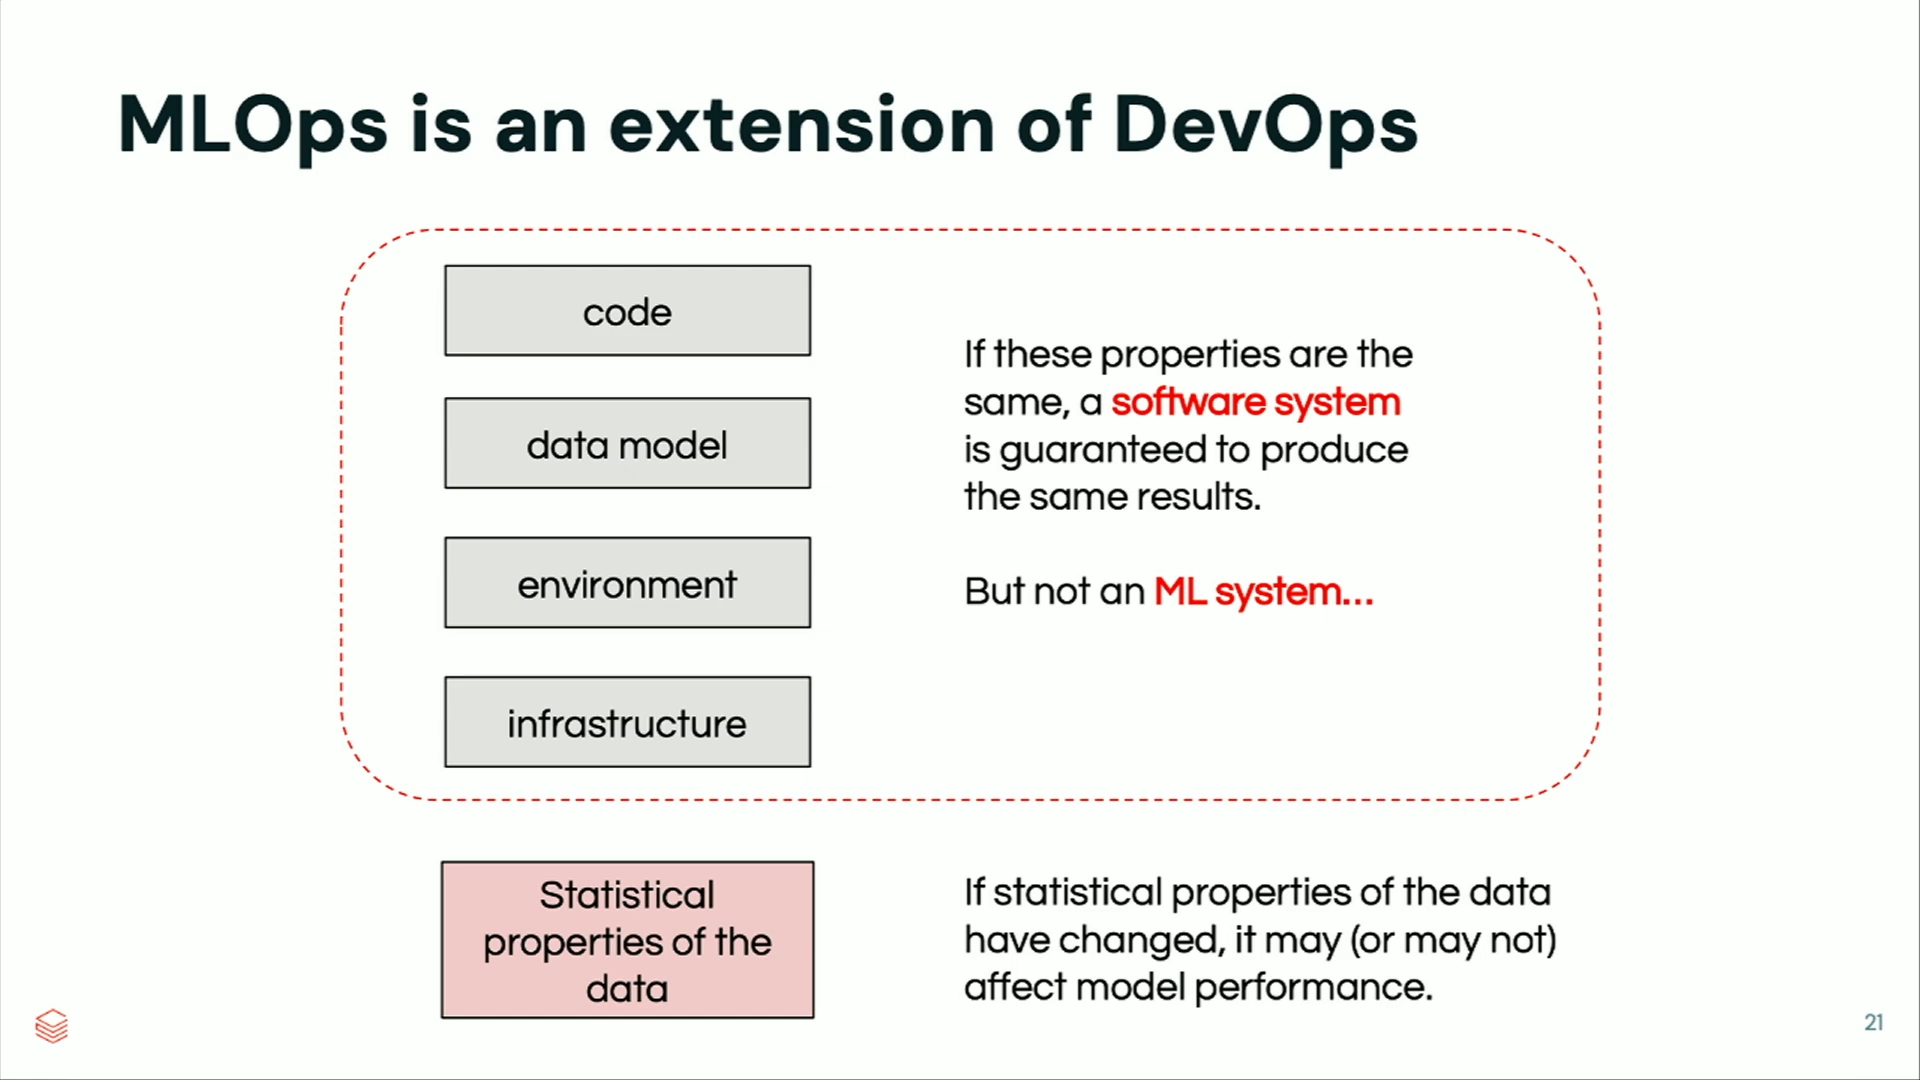 MLOps is an extension of DevOps
code
data model
environment
infrastructure
If these properties are the
same, a software system
is guaranteed to produce
the same results.
But not an ML system...
Statistical
properties of the
data
If statistical properties of the data
have changed, it may (or may not)
affect model performance.
21